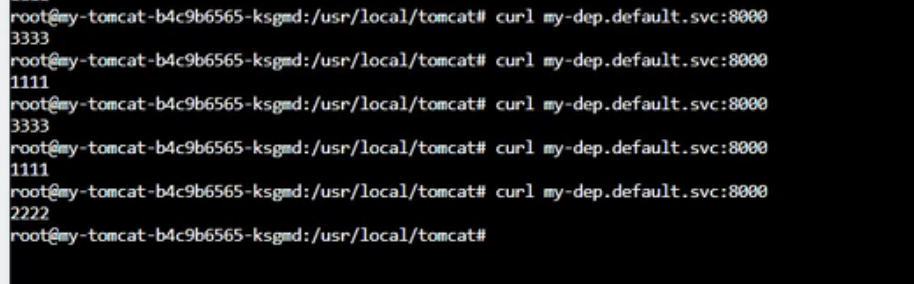 root@my-tomcat-b4c9b6565-ksgmd:/usr/local/tomcat# curl my-dep.default.svc:8000
3333
root@my-tomcat-b4c9b6565-ksgmd:/usr/local/tomcat# curl my-dep.default.svc:8000
1111
root@my-tomcat-b4c9b6565-ksgmd:/usr/local/tomcat# curl my-dep.default.svc:8000
3333
root@my-tomcat-b4c9b6565-ksgmd:/usr/local/tomcat# curl my-dep.default.svc:8000
1111
root@my-tomcat-b4c9b6565-ksgmd:/usr/local/tomcat# curl my-dep.default.svc:8000
2222
root@my-tomcat-b4c9b6565-ksgmd:/usr/local/tomcat#